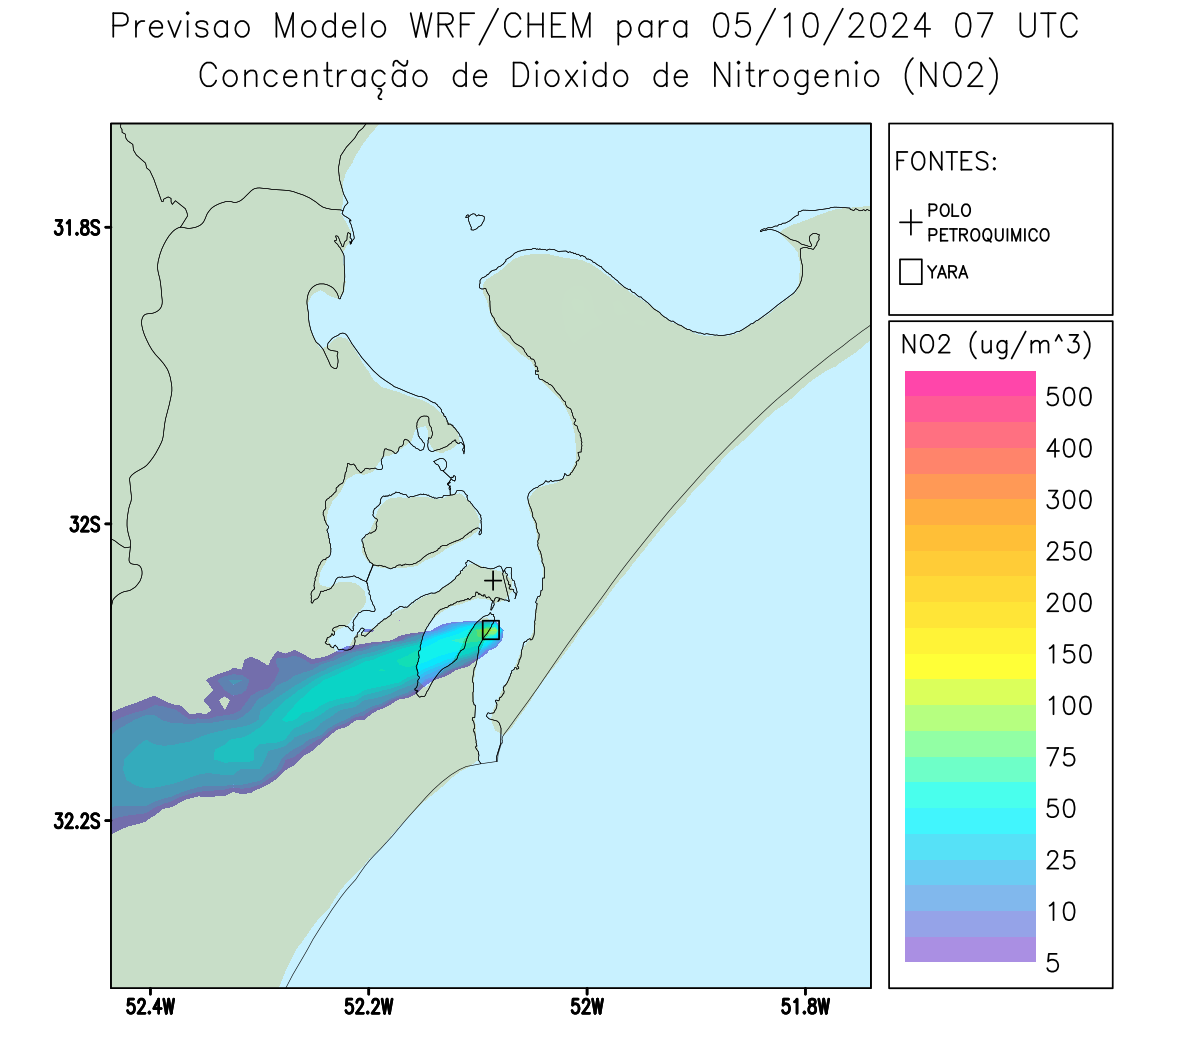 Previsao Modelo WRF/CHEM para 05/10/2024 07 UTC
Concentração de Dioxido de Nitrogenio (NO2)
FONTES:
POLO
PETROQUIMICO
YARA
NO2 (ug/m^3)
500
400
300
250
200
150
100
75
50
25
10
5
31.8S
32S
32.2S
52.4W
52.2W
52W
51.8W